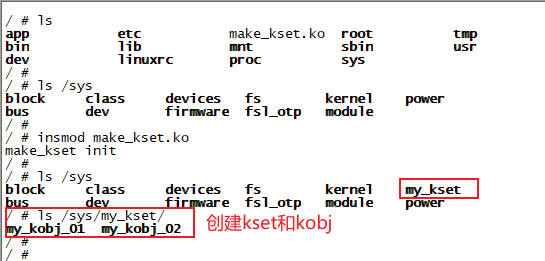 / # ls
app etc make_kset.ko root tmp
bin lib mnt sbin usr
dev linuxrc proc sys
/ #
/ # ls /sys
block class devices fs kernel power
bus dev firmware fsl_otp module
/ #
/ # insmod make_kset.ko
make_kset init
/ #
/ # ls /sys
block class devices fs kernel my_kset
bus dev firmware fsl_otp module power
/ # ls /sys/my_kset/
my_kobj_01 my_kobj_02 创建kset和kobj
/ #
/ #